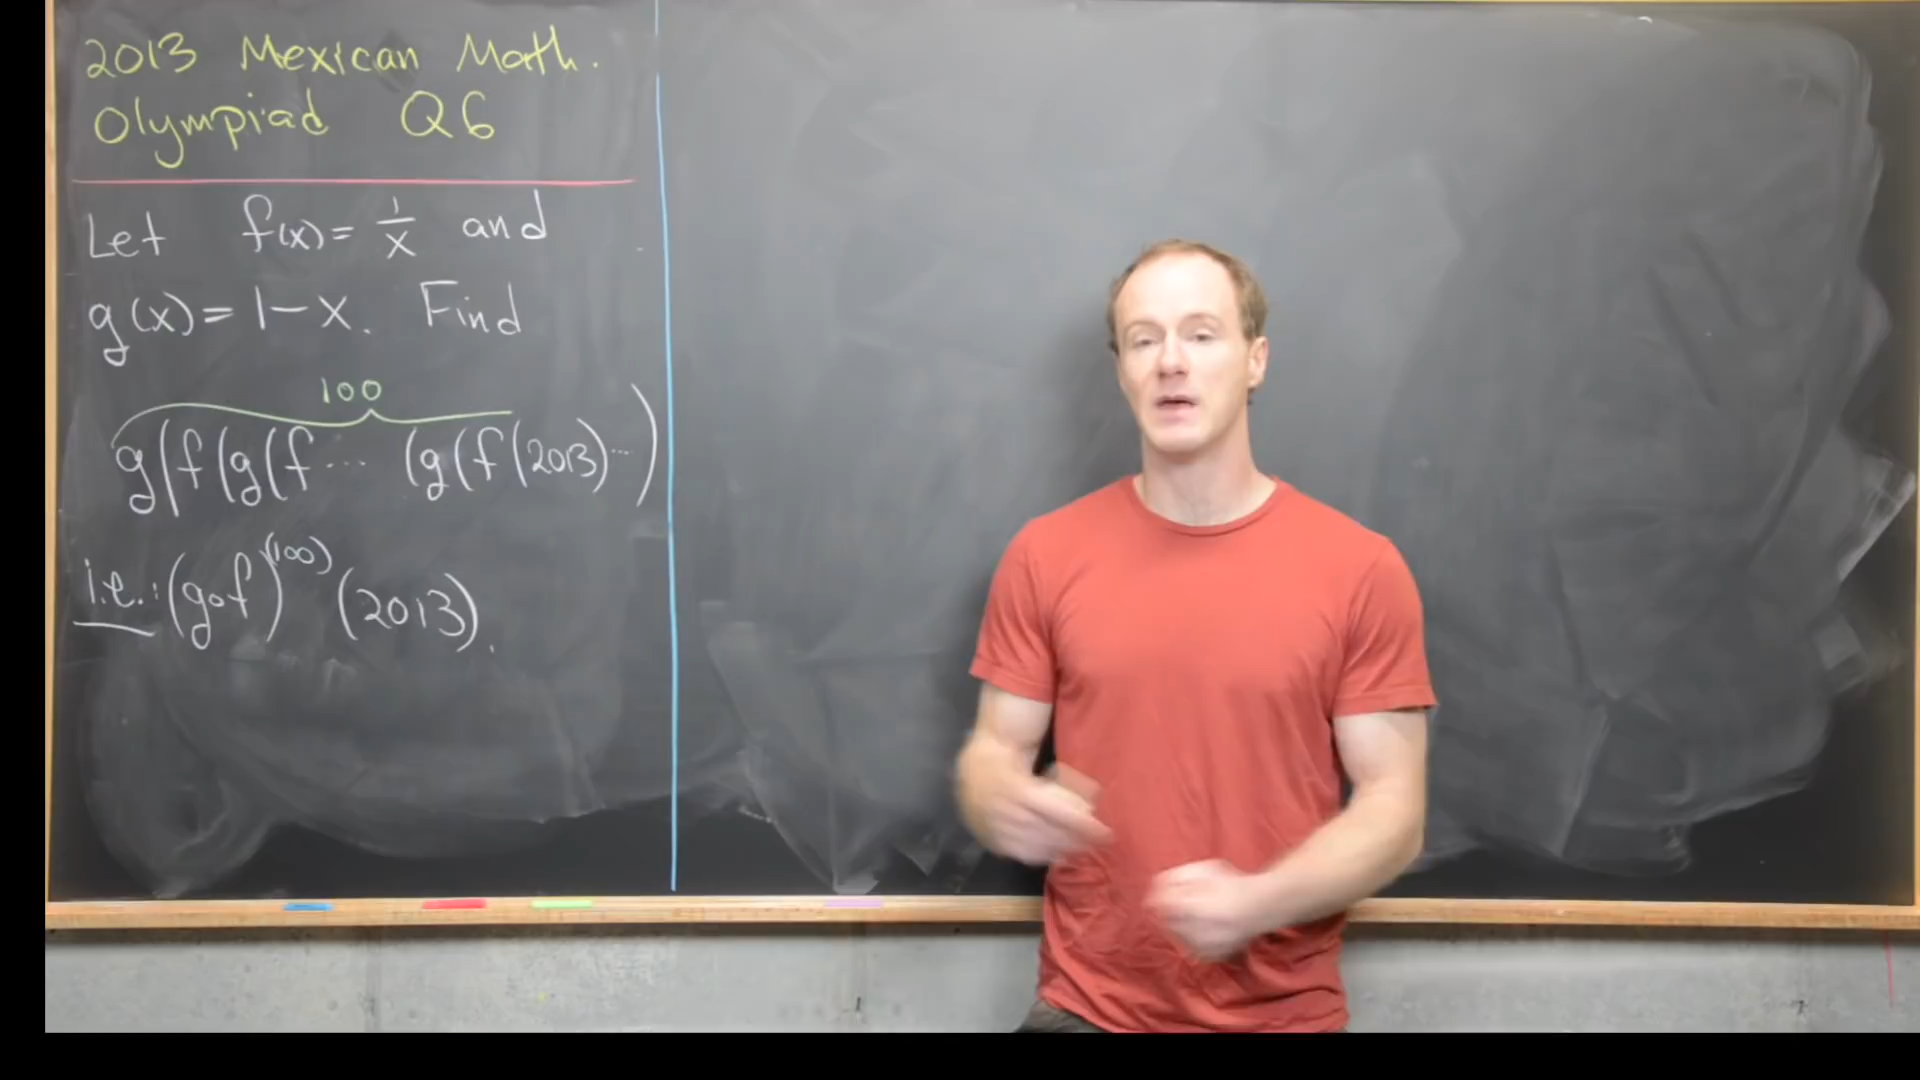 2013 Mexican Math.
Olympiad Q6
Let f(x) = 1/x and
g(x) = 1 - x. Find
100
g(f(g(f ... (g(f(2013)...)
i.e.: (g∘f)^(100) (2013).